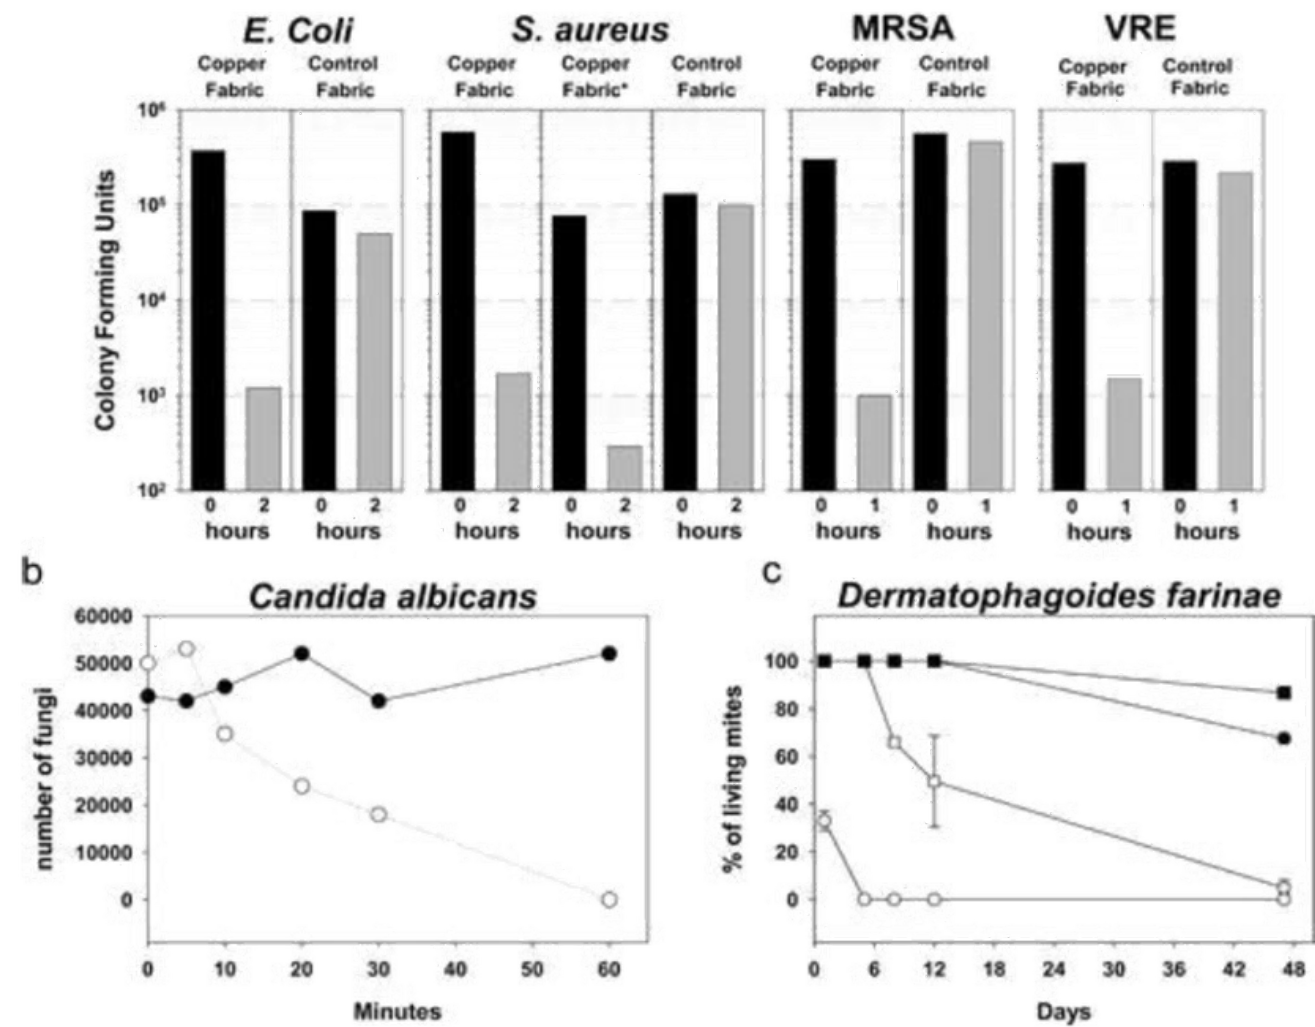 E. Coli S. aureus MRSA VRE
Copper Fabric Control Fabric Copper Fabric Copper Fabric* Control Fabric Copper Fabric Control Fabric Copper Fabric Control Fabric
Colony Forming Units
10⁶
10⁵
10⁴
10³
10²
0 2 0 2 0 2 0 2 0 2 0 1 0 1 0 1 0 1
hours hours hours hours hours hours hours hours hours
b
Candida albicans
number of fungi
60000
50000
40000
30000
20000
10000
0
0 10 20 30 40 50 60
Minutes
c
Dermatophagoides farinae
% of living mites
100
80
60
40
20
0
0 6 12 18 24 30 36 42 48
Days